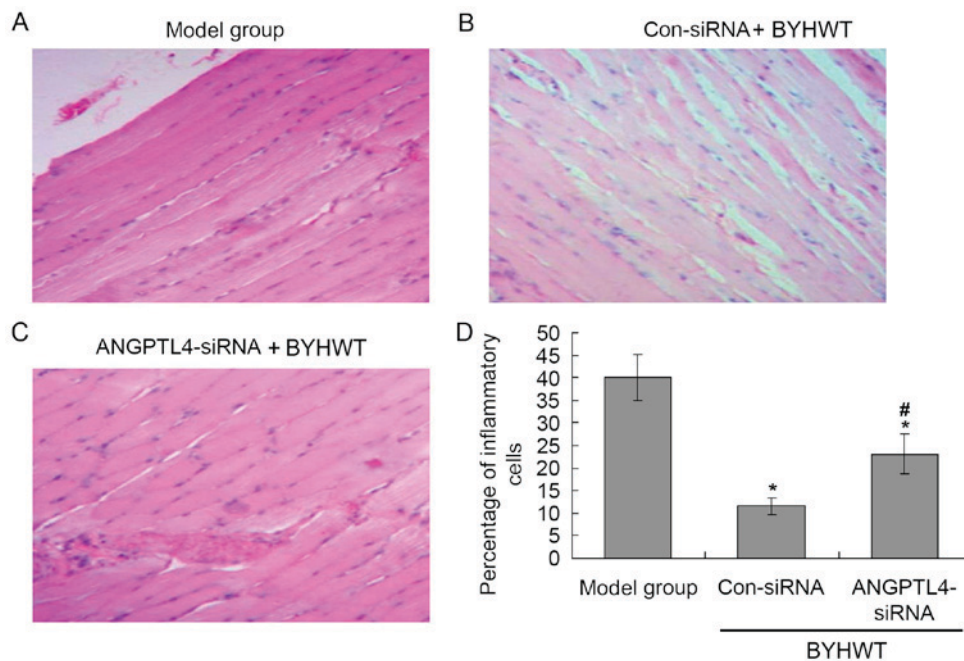 A
Model group
B
Con-siRNA + BYHWT
C
ANGPTL4-siRNA + BYHWT
D
Percentage of inflammatory
cells
50
45
40
35
30
25
20
15
10
5
0
*
#
*
Model group
Con-siRNA
ANGPTL4-
siRNA
BYHWT